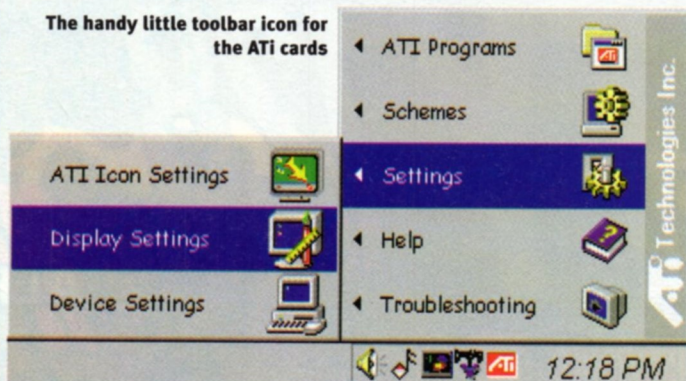 The handy little toolbar icon for
the ATi cards
ATI Programs
Schemes
Settings
Help
Troubleshooting
ATI Icon Settings
Display Settings
Device Settings
ATi Technologies Inc.
ATi
12:18 PM